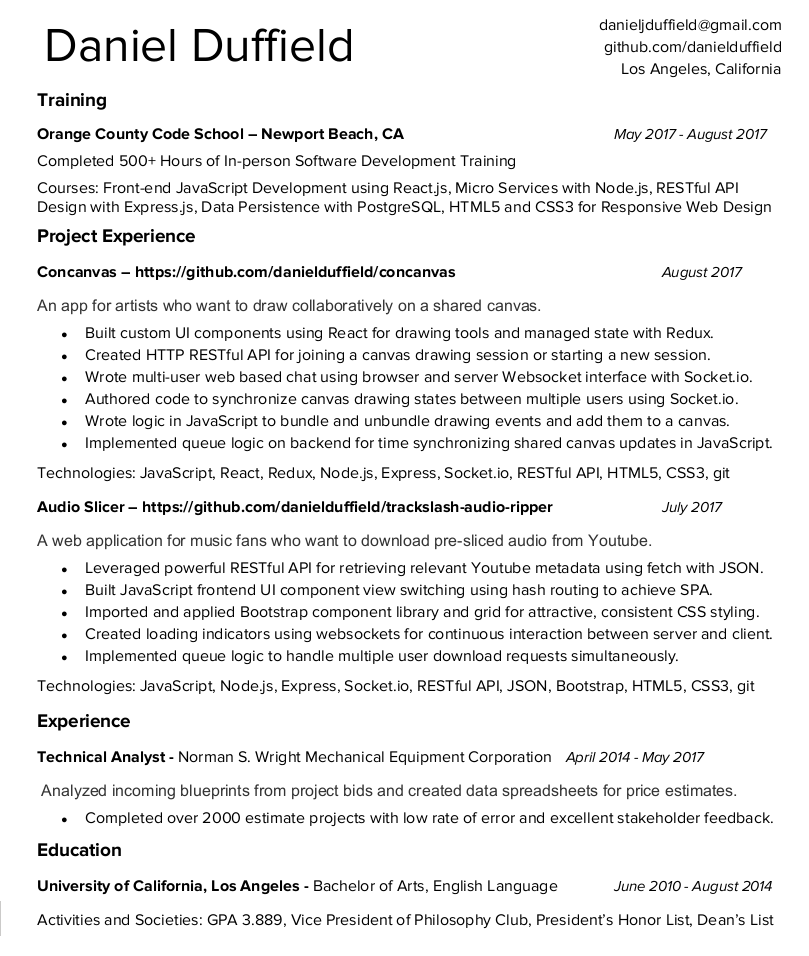 Daniel Duffield
danieljduffield@gmail.com
github.com/danielduffield
Los Angeles, California
Training
Orange County Code School – Newport Beach, CA May 2017 - August 2017
Completed 500+ Hours of In-person Software Development Training
Courses: Front-end JavaScript Development using React.js, Micro Services with Node.js, RESTful API
Design with Express.js, Data Persistence with PostgreSQL, HTML5 and CSS3 for Responsive Web Design
Project Experience
Concanvas – https://github.com/danielduffield/concanvas August 2017
An app for artists who want to draw collaboratively on a shared canvas.
• Built custom UI components using React for drawing tools and managed state with Redux.
• Created HTTP RESTful API for joining a canvas drawing session or starting a new session.
• Wrote multi-user web based chat using browser and server Websocket interface with Socket.io.
• Authored code to synchronize canvas drawing states between multiple users using Socket.io.
• Wrote logic in JavaScript to bundle and unbundle drawing events and add them to a canvas.
• Implemented queue logic on backend for time synchronizing shared canvas updates in JavaScript.
Technologies: JavaScript, React, Redux, Node.js, Express, Socket.io, RESTful API, HTML5, CSS3, git
Audio Slicer – https://github.com/danielduffield/trackslash-audio-ripper July 2017
A web application for music fans who want to download pre-sliced audio from Youtube.
• Leveraged powerful RESTful API for retrieving relevant Youtube metadata using fetch with JSON.
• Built JavaScript frontend UI component view switching using hash routing to achieve SPA.
• Imported and applied Bootstrap component library and grid for attractive, consistent CSS styling.
• Created loading indicators using websockets for continuous interaction between server and client.
• Implemented queue logic to handle multiple user download requests simultaneously.
Technologies: JavaScript, Node.js, Express, Socket.io, RESTful API, JSON, Bootstrap, HTML5, CSS3, git
Experience
Technical Analyst - Norman S. Wright Mechanical Equipment Corporation April 2014 - May 2017
Analyzed incoming blueprints from project bids and created data spreadsheets for price estimates.
• Completed over 2000 estimate projects with low rate of error and excellent stakeholder feedback.
Education
University of California, Los Angeles - Bachelor of Arts, English Language June 2010 - August 2014
Activities and Societies: GPA 3.889, Vice President of Philosophy Club, President’s Honor List, Dean’s List